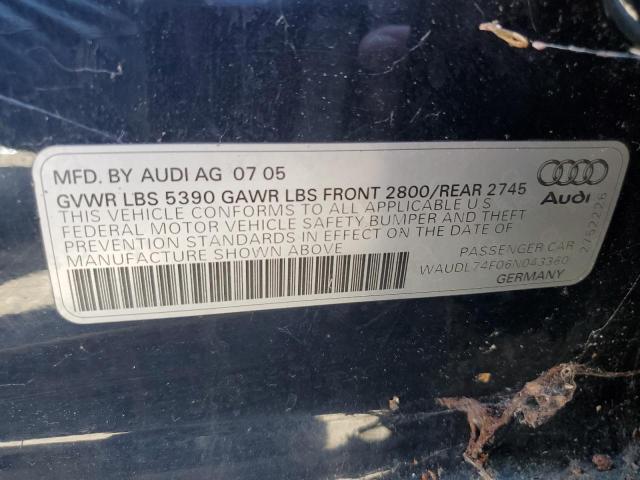 MFD. BY AUDI AG 07 05
GVWR LBS 5390 GAWR LBS FRONT 2800/REAR 2745
THIS VEHICLE CONFORMS TO ALL APPLICABLE U S
FEDERAL MOTOR VEHICLE SAFETY BUMPER AND THEFT
PREVENTION STANDARDS IN EFFECT ON THE DATE OF
MANUFACTURE SHOWN ABOVE
Audi
PASSENGER CAR
WAUDL74F06N043360
GERMANY
2752226